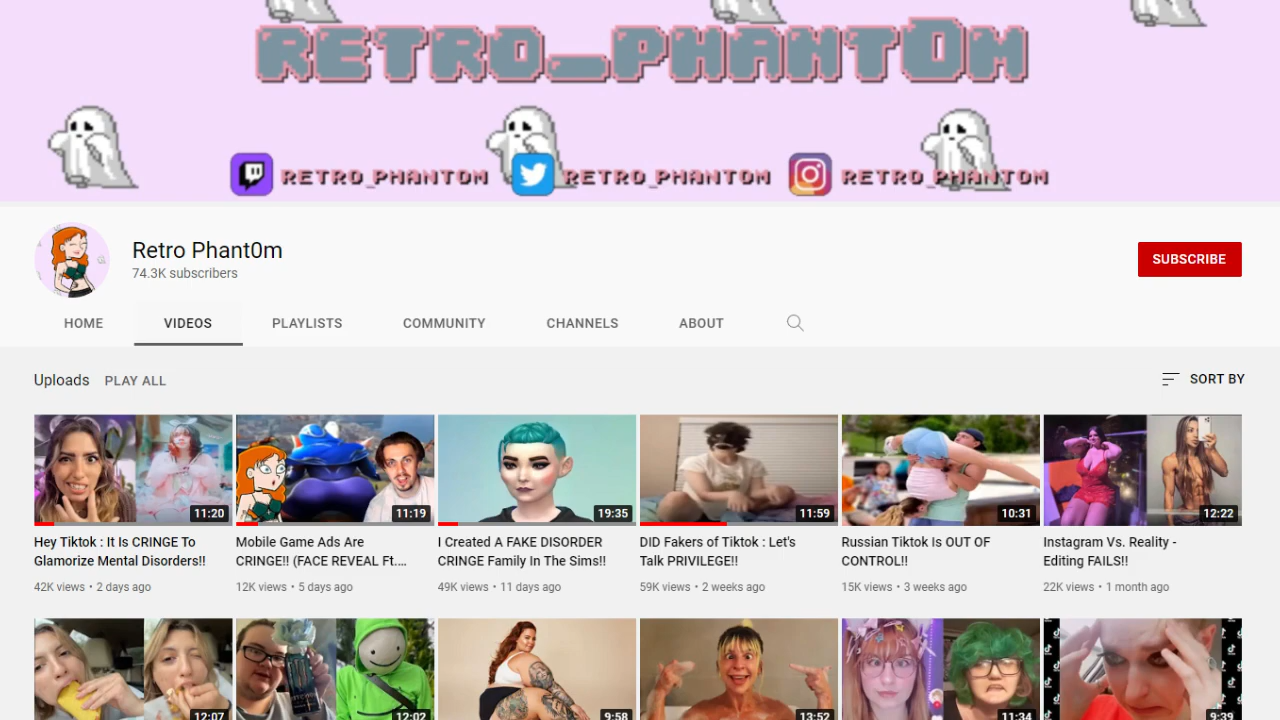 RETRO_PHANT0M
RETRO_PHANT0M
RETRO_PHANT0M
RETRO_PHANT0M
Retro Phant0m
74.3K subscribers
SUBSCRIBE
HOME
VIDEOS
PLAYLISTS
COMMUNITY
CHANNELS
ABOUT
Uploads
PLAY ALL
SORT BY
11:20
11:19
19:35
11:59
10:31
12:22
Hey Tiktok : It Is CRINGE To
Glamorize Mental Disorders!!
42K views • 2 days ago
Mobile Game Ads Are
CRINGE!! (FACE REVEAL Ft....
12K views • 5 days ago
I Created A FAKE DISORDER
CRINGE Family In The Sims!!
49K views • 11 days ago
DID Fakers of Tiktok : Let's
Talk PRIVILEGE!!
59K views • 2 weeks ago
Russian Tiktok Is OUT OF
CONTROL!!
15K views • 3 weeks ago
Instagram Vs. Reality -
Editing FAILS!!
22K views • 1 month ago
12:07
12:02
9:58
13:52
11:34
9:39